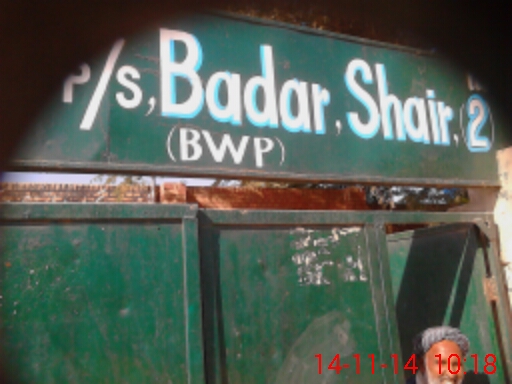 P/S, Badar, Shair, (2)
(BWP)
14-11-14 10:18